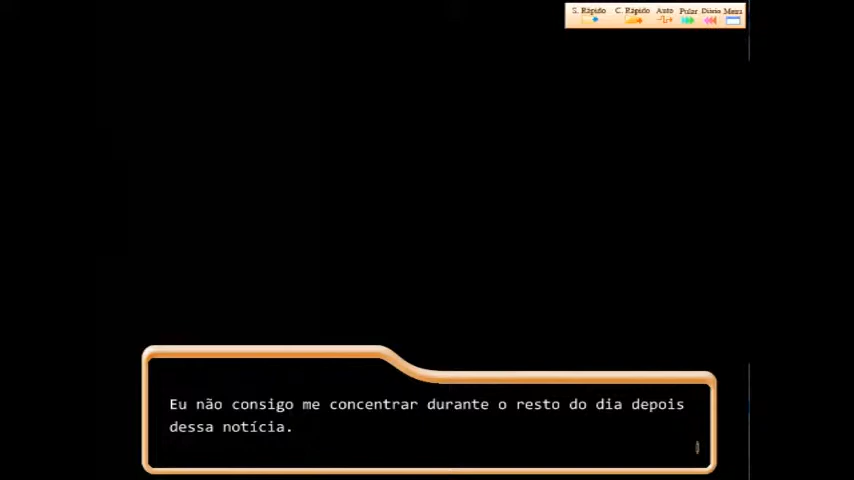 S. Rápido C. Rápido Auto Pular Diário Menu
Eu não consigo me concentrar durante o resto do dia depois
dessa notícia.